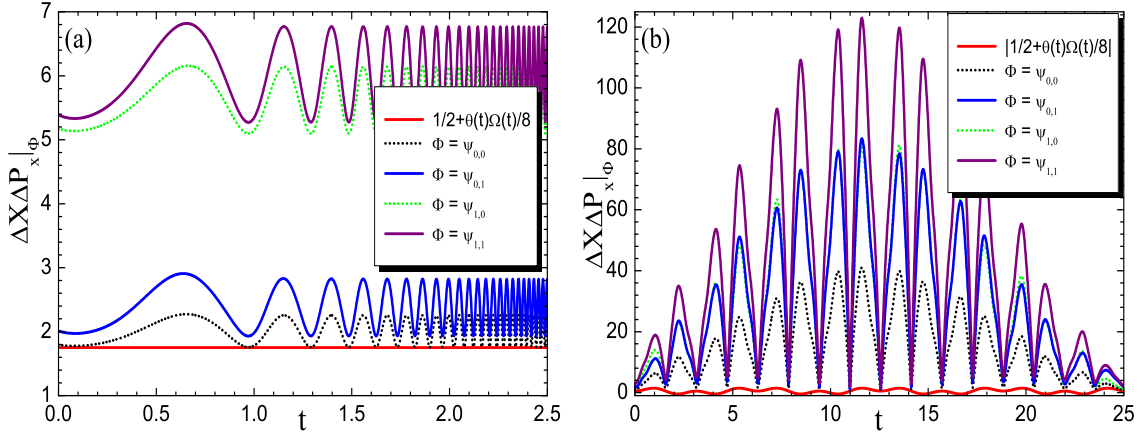 (a)
7
6
5
4
3
2
1
ΔXΔPₓ|Φ
0.0 0.5 1.0 1.5 2.0 2.5
t
1/2+θ(t)Ω(t)/8
Φ = ψ0,0
Φ = ψ0,1
Φ = ψ1,0
Φ = ψ1,1
(b)
120
100
80
60
40
20
0
ΔXΔPₓ|Φ
0 5 10 15 20 25
t
|1/2+θ(t)Ω(t)/8|
Φ = ψ0,0
Φ = ψ0,1
Φ = ψ1,0
Φ = ψ1,1